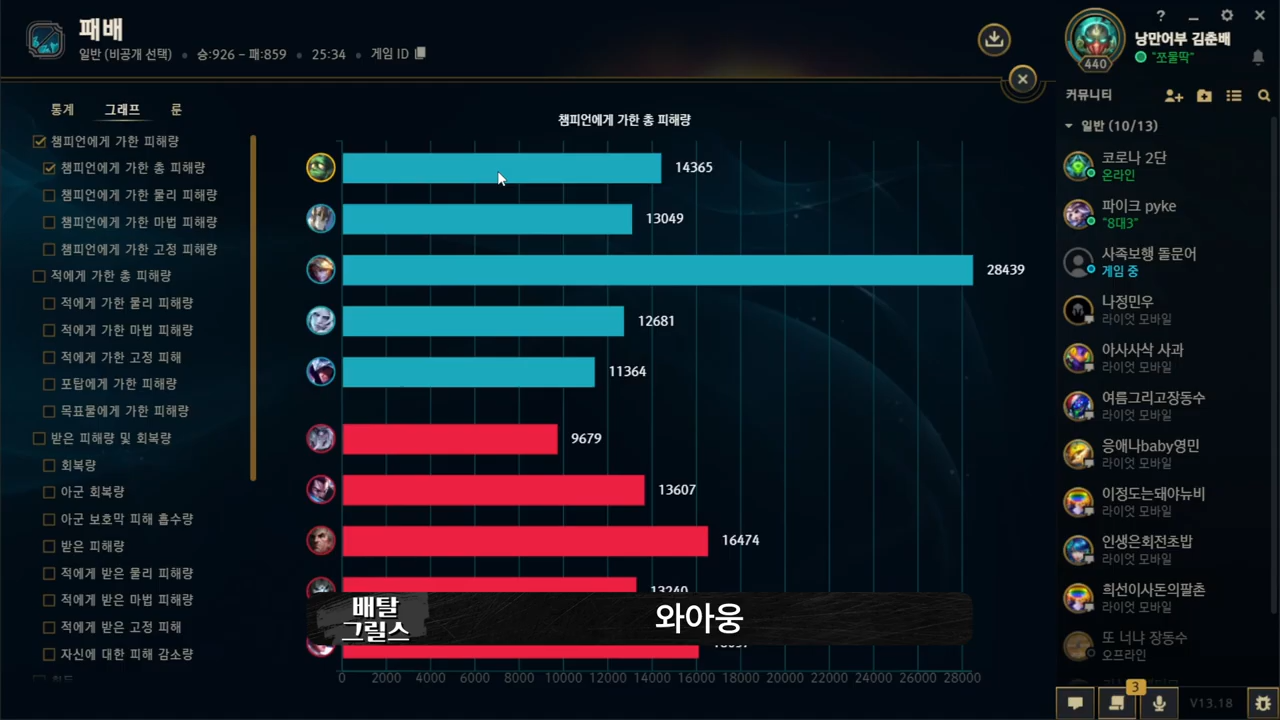 패배
일반 (비공개 선택) • 승:926 – 패:859 • 25:34 • 게임 ID
통계 그래프 룬
챔피언에게 가한 피해량
챔피언에게 가한 총 피해량
챔피언에게 가한 물리 피해량
챔피언에게 가한 마법 피해량
챔피언에게 가한 고정 피해량
적에게 가한 총 피해량
적에게 가한 물리 피해량
적에게 가한 마법 피해량
적에게 가한 고정 피해
포탑에 가한 피해량
목표물에게 가한 피해량
받은 피해량 및 회복량
회복량
아군 회복량
아군 보호막 피해 흡수량
받은 피해량
적에게 받은 물리 피해량
적에게 받은 마법 피해량
적에게 받은 고정 피해
자신에 대한 피해 감소량
챔피언에게 가한 총 피해량
14365
13049
28439
12681
11364
9679
13607
16474
13240
0 2000 4000 6000 8000 10000 12000 14000 16000 18000 20000 22000 24000 26000 28000
배탈
그릴스
와아웅
?
440
낭만어부 김춘배
"쪼물딱"
커뮤니티
일반 (10/13)
코로나 2단
온라인
파이크 pyke
"8대3"
사족보행 돌문어
게임 중
나정민우
라이엇 모바일
아사사삭 사과
라이엇 모바일
여름그리고장동수
라이엇 모바일
응애나baby영민
라이엇 모바일
이정도는돼야뉴비
라이엇 모바일
인생은회전초밥
라이엇 모바일
희선이사돈의팔촌
라이엇 모바일
또 너냐 장동수
오프라인
3
V13.18